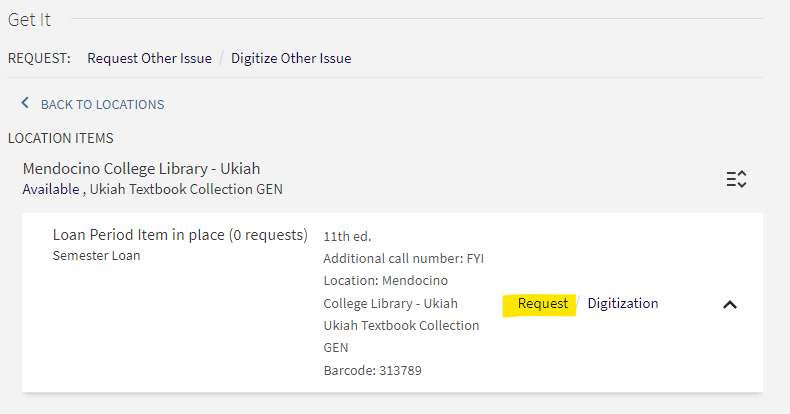 Get It
REQUEST: Request Other Issue / Digitize Other Issue
BACK TO LOCATIONS
LOCATION ITEMS
Mendocino College Library - Ukiah
Available , Ukiah Textbook Collection GEN
Loan Period Item in place (0 requests)
Semester Loan
11th ed.
Additional call number: FYI
Location: Mendocino
College Library - Ukiah
Ukiah Textbook Collection
GEN
Barcode: 313789
Request / Digitization